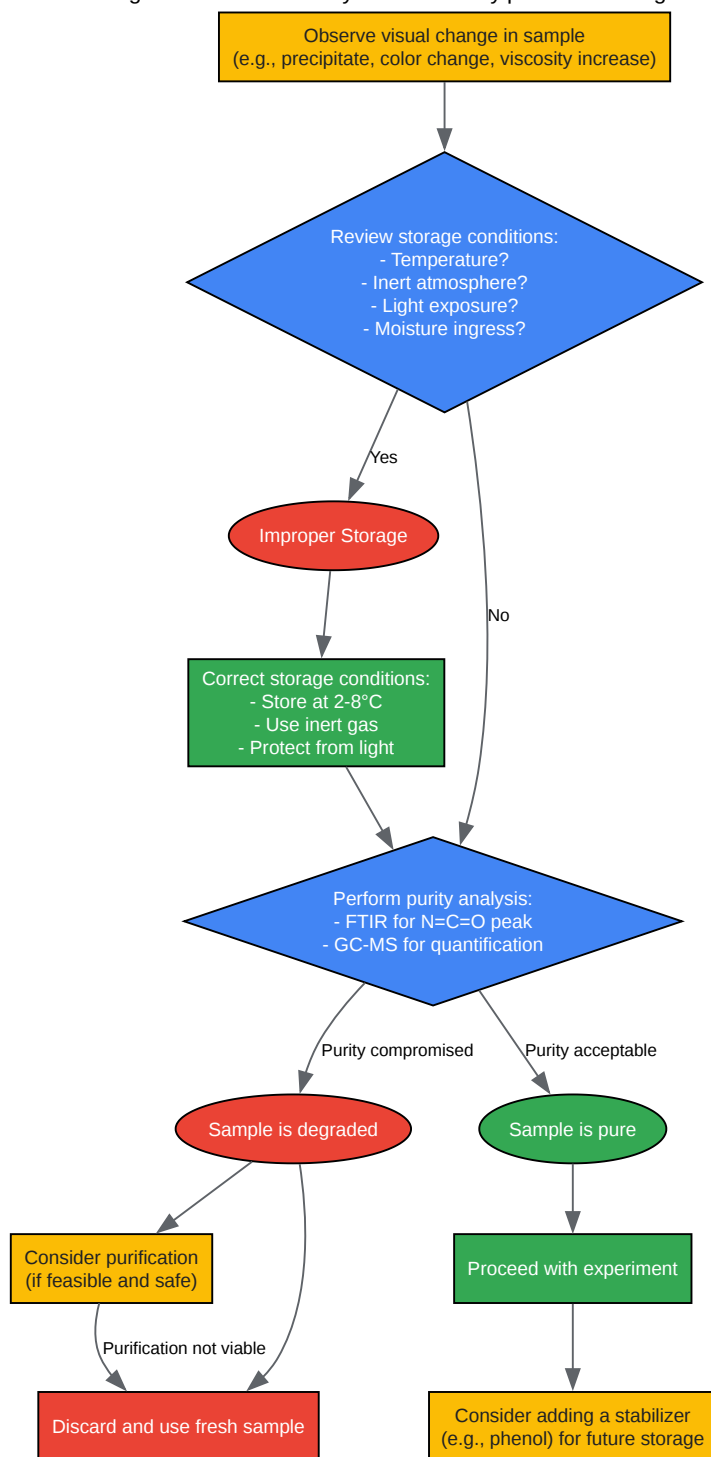 Observe visual change in sample
(e.g., precipitate, color change, viscosity increase)
Review storage conditions:
- Temperature?
- Inert atmosphere?
- Light exposure?
- Moisture ingress?
Yes
Improper Storage
No
Correct storage conditions:
- Store at 2-8°C
- Use inert gas
- Protect from light
Perform purity analysis:
- FTIR for N=C=O peak
- GC-MS for quantification
Purity compromised
Purity acceptable
Sample is degraded
Sample is pure
Consider purification
(if feasible and safe)
Proceed with experiment
Purification not viable
Discard and use fresh sample
Consider adding a stabilizer
(e.g., phenol) for future storage